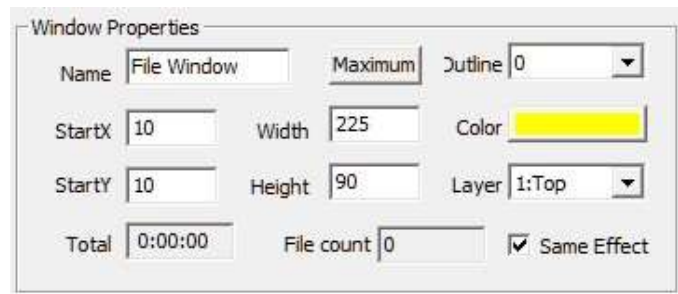 Window Properties
Name File Window Maximum Outline 0
StartX 10 Width 225 Color
StartY 10 Height 90 Layer 1:Top
Total 0:00:00 File count 0 Same Effect